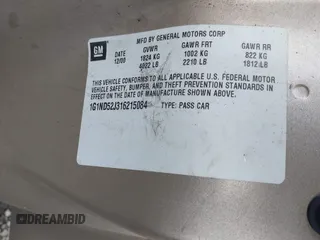 GM
MFD BY GENERAL MOTORS CORP
DATE GVWR GAWR FRT GAWR RR
12/00 1824 KG 1002 KG 822 KG
4022 LB 2210 LB 1812 LB
THIS VEHICLE CONFORMS TO ALL APPLICABLE U.S. FEDERAL MOTOR
VEHICLE SAFETY, BUMPER, AND THEFT PREVENTION STANDARDS IN
EFFECT ON THE DATE OF MANUFACTURE SHOWN ABOVE.
1G1ND52J316215084 TYPE: PASS CAR
DREAMBID